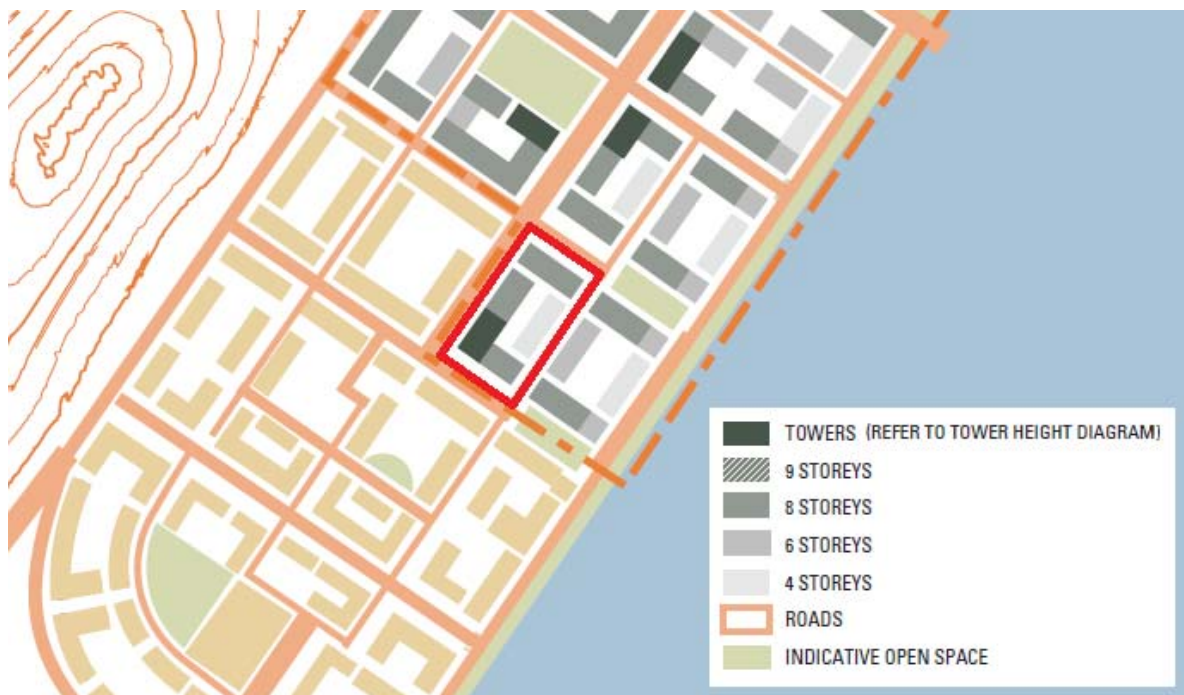 TOWERS (REFER TO TOWER HEIGHT DIAGRAM)
9 STOREYS
8 STOREYS
6 STOREYS
4 STOREYS
ROADS
INDICATIVE OPEN SPACE